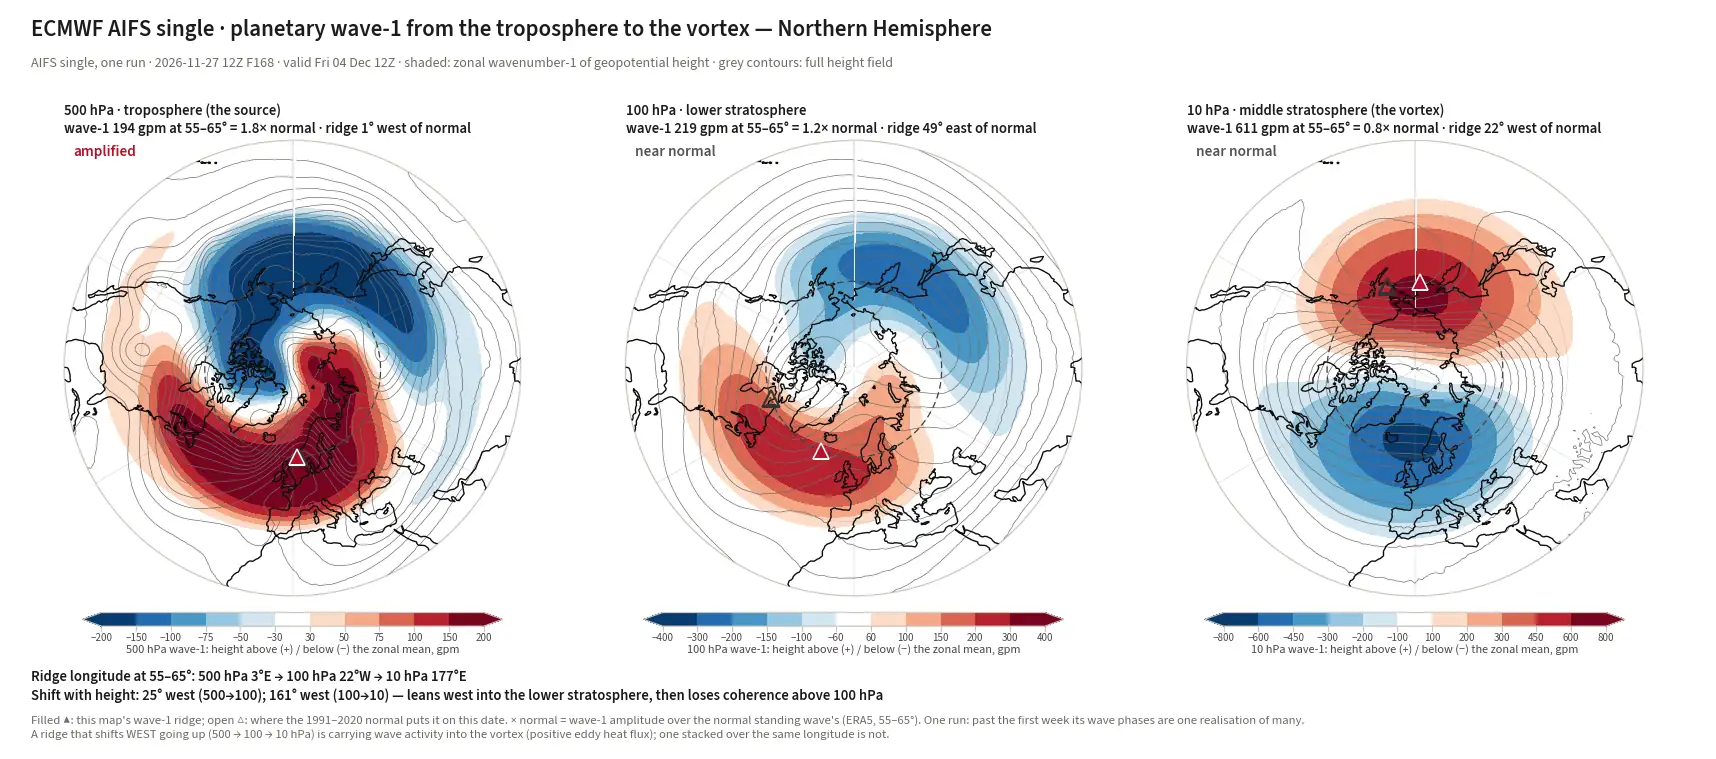 ECMWF AIFS single · planetary wave-1 from the troposphere to the vortex — Northern Hemisphere
AIFS single, one run · 2026-11-27 12Z F168 · valid Fri 04 Dec 12Z · shaded: zonal wavenumber-1 of geopotential height · grey contours: full height field
500 hPa · troposphere (the source)
wave-1 194 gpm at 55–65° = 1.8× normal · ridge 1° west of normal
amplified
100 hPa · lower stratosphere
wave-1 219 gpm at 55–65° = 1.2× normal · ridge 49° east of normal
near normal
10 hPa · middle stratosphere (the vortex)
wave-1 611 gpm at 55–65° = 0.8× normal · ridge 22° west of normal
near normal
−200 −150 −100 −75 −50 −30 30 50 75 100 150 200
500 hPa wave-1: height above (+) / below (−) the zonal mean, gpm
−400 −300 −200 −150 −100 −60 60 100 150 200 300 400
100 hPa wave-1: height above (+) / below (−) the zonal mean, gpm
−800 −600 −450 −300 −200 −100 100 200 300 450 600 800
10 hPa wave-1: height above (+) / below (−) the zonal mean, gpm
Ridge longitude at 55–65°: 500 hPa 3°E → 100 hPa 22°W → 10 hPa 177°E
Shift with height: 25° west (500→100); 161° west (100→10) — leans west into the lower stratosphere, then loses coherence above 100 hPa
Filled ▲: this map's wave-1 ridge; open △: where the 1991–2020 normal puts it on this date. × normal = wave-1 amplitude over the normal standing wave's (ERA5, 55–65°). One run: past the first week its wave phases are one realisation of many.
A ridge that shifts WEST going up (500 → 100 → 10 hPa) is carrying wave activity into the vortex (positive eddy heat flux); one stacked over the same longitude is not.